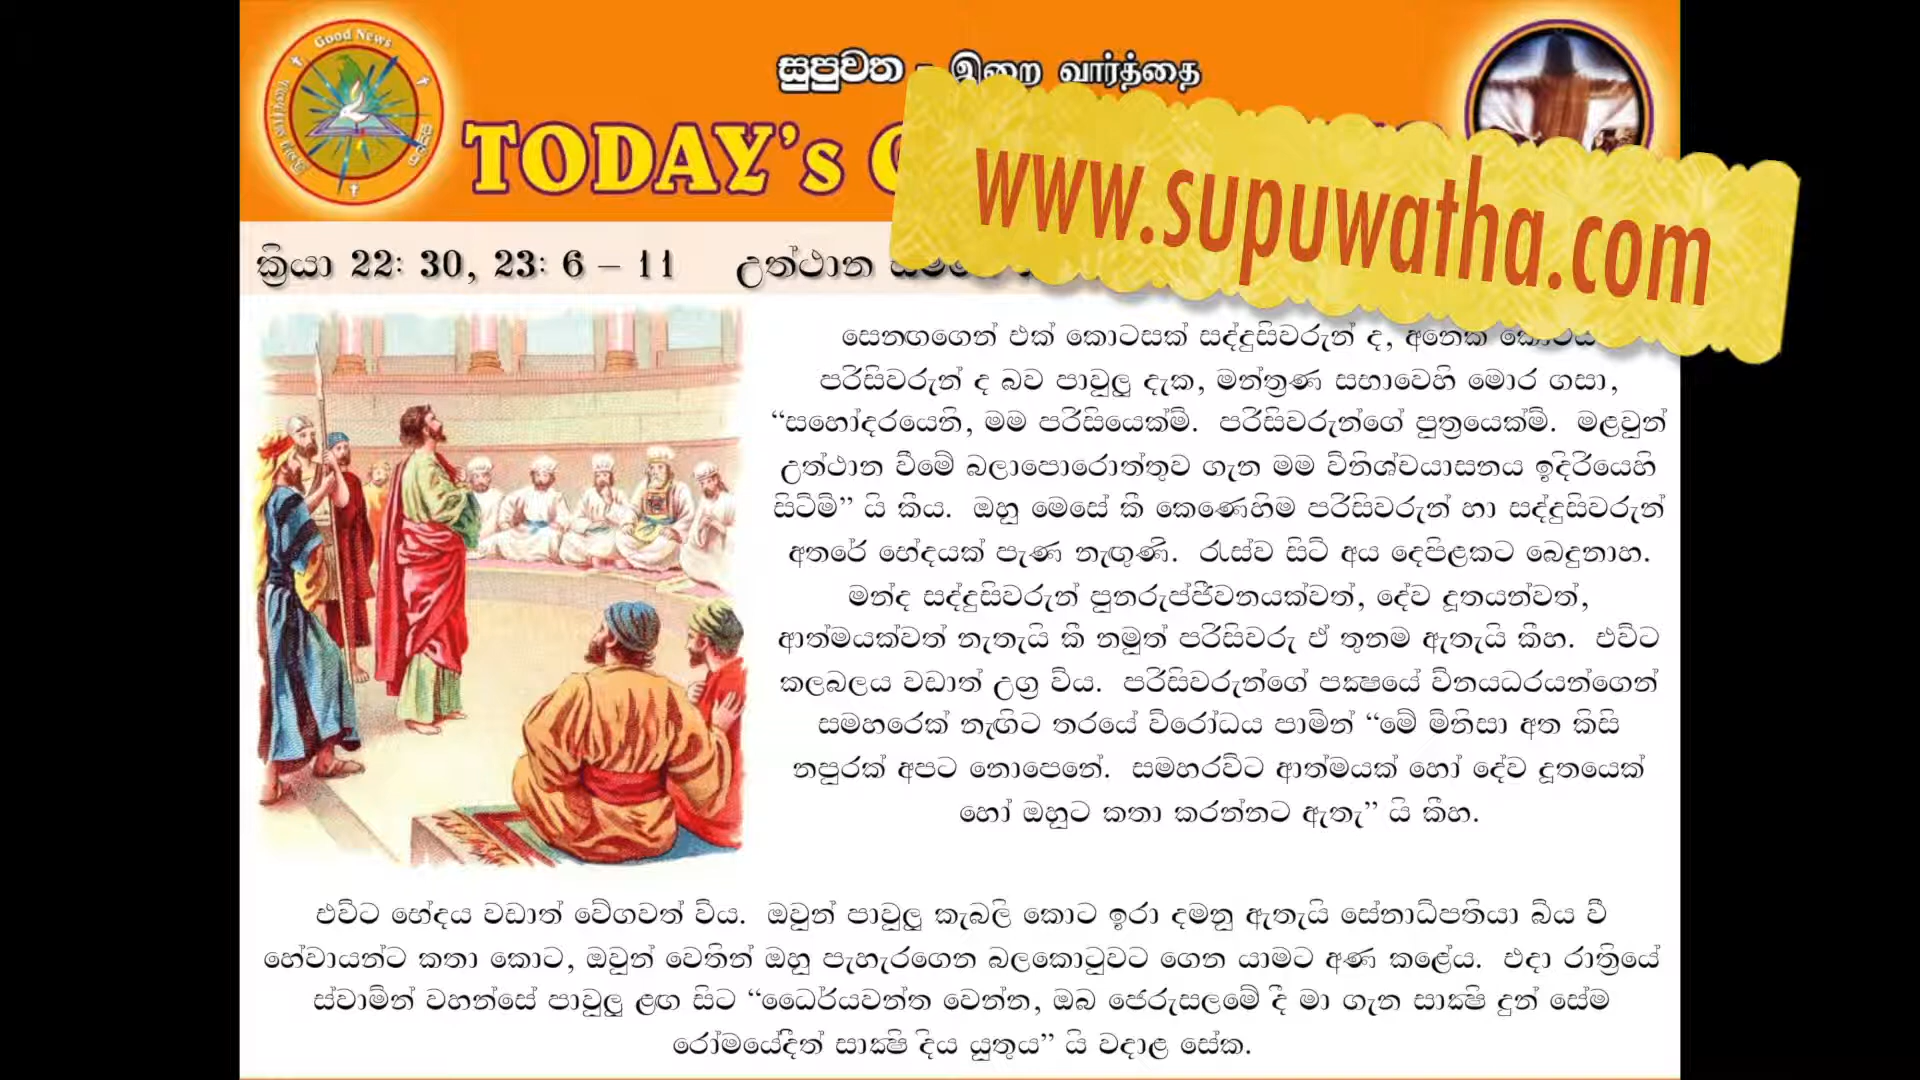 Good News
සුපුවත - இறை வார்த்தை
TODAY's
www.supuwatha.com
ක්‍රියා 22: 30, 23: 6 – 11 උත්ථාන
සෙනඟගෙන් එක් කොටසක් සද්දුසිවරුන් ද, අනෙක්
පරිසිවරුන් ද බව පාවුලු දැක, මන්ත්‍රණ සභාවෙහි මොර ගසා,
“සහෝදරයෙනි, මම පරිසියෙක්මි. පරිසිවරුන්ගේ පුත්‍රයෙක්මි. මළවුන්
උත්ථාන වීමේ බලාපොරොත්තුව ගැන මම විනිශ්චයාසනය ඉදිරියෙහි
සිටිමි” යි කීය. ඔහු මෙසේ කී කෙණෙහිම පරිසිවරුන් හා සද්දුසිවරුන්
අතරේ භේදයක් පැණ නැඟුණි. රැස්ව සිටි අය දෙපිළකට බෙදුනාහ.
මන්ද සද්දුසිවරුන් පුනරුප්ජීවනයක්වත්, දේව දූතයන්වත්,
ආත්මයක්වත් නැතැයි කී නමුත් පරිසිවරු ඒ තුනම ඇතැයි කීහ. එවිට
කලබලය වඩාත් උග්‍ර විය. පරිසිවරුන්ගේ පක්‍ෂයේ විනයධරයන්ගෙන්
සමහරෙක් නැඟිට තරයේ විරෝධය පාමින් “මේ මිනිසා අත කිසි
නපුරක් අපට නොපෙනේ. සමහරවිට ආත්මයක් හෝ දේව දූතයෙක්
හෝ ඔහුට කතා කරන්නට ඇතැ” යි කීහ.
එවිට භේදය වඩාත් වේගවත් විය. ඔවුන් පාවුලු කැබලි කොට ඉරා දමනු ඇතැයි සේනාධිපතියා බිය වී
හේවායන්ට කතා කොට, ඔවුන් වෙතින් ඔහු පැහැරගෙන බලකොටුවට ගෙන යාමට අණ කළේය. එදා රාත්‍රියේ
ස්වාමින් වහන්සේ පාවුලු ළඟ සිට “ධෛර්යවන්ත වෙන්න, ඔබ ජෙරුසලමේ දී මා ගැන සාක්‍ෂි දුන් සේම
රෝමයේදීත් සාක්‍ෂි දිය යුතුය” යි වදාළ සේක.